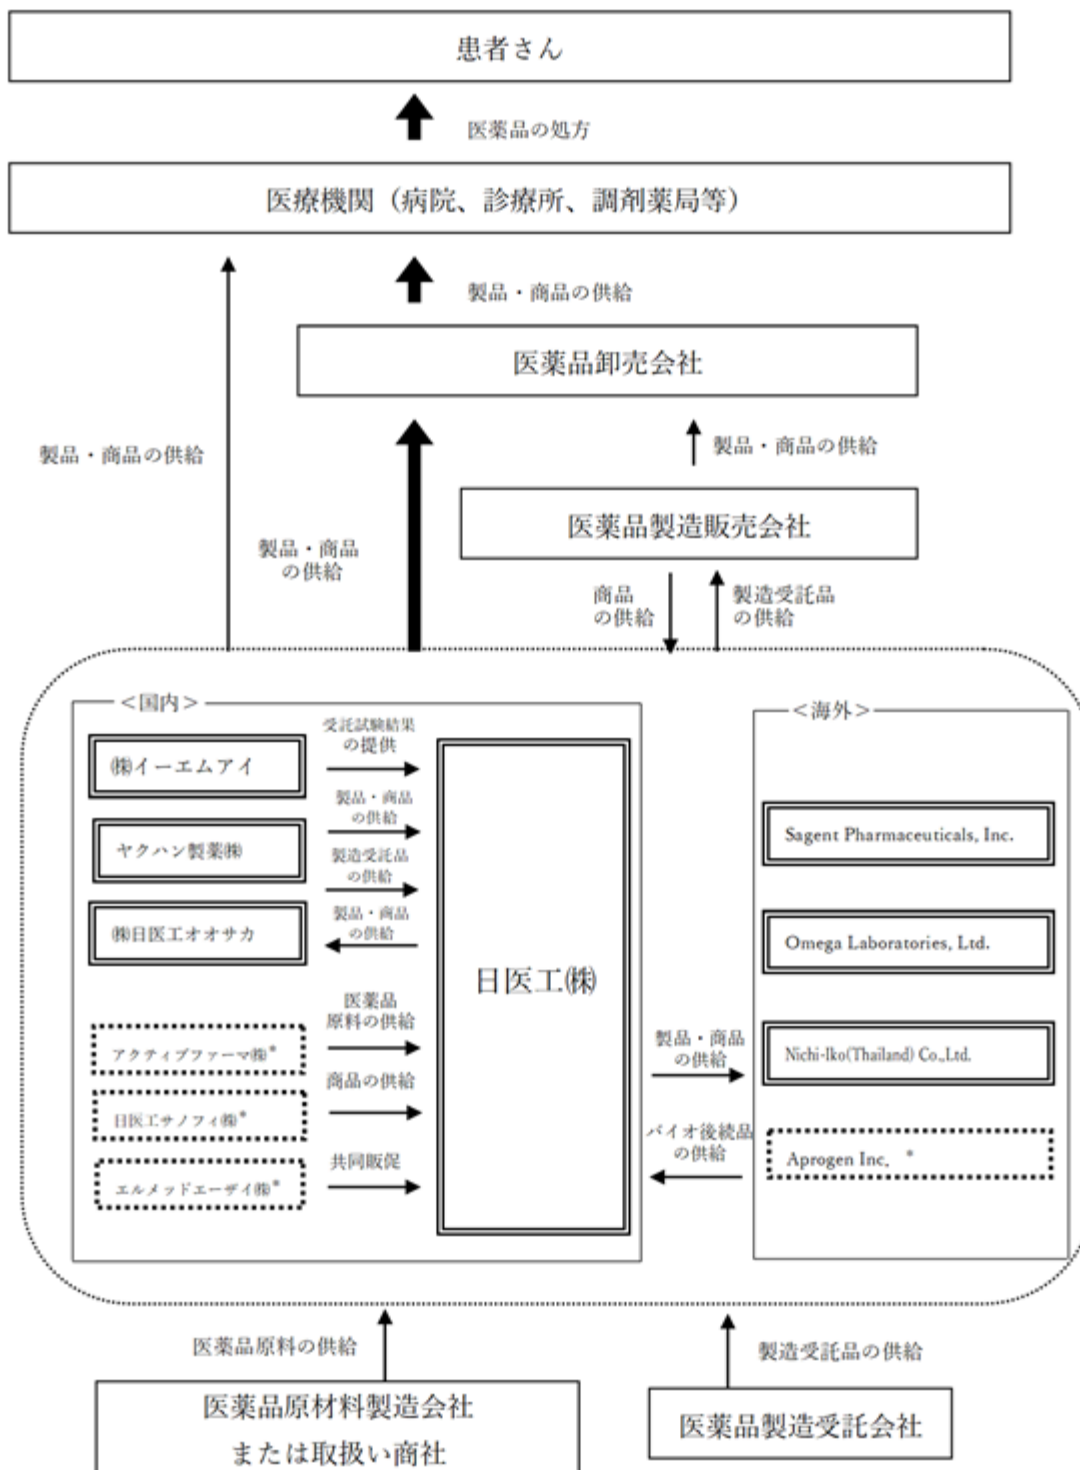 患者さん
医薬品の処方
医療機関（病院、診療所、調剤薬局等）
製品・商品の供給
医薬品卸売会社
製品・商品の供給
製品・商品の供給
医薬品製造販売会社
製品・商品
の供給
商品
の供給
製造受託品
の供給
＜国内＞
＜海外＞
㈱イーエムアイ
受託試験結果
の提供
ヤクハン製薬㈱
製品・商品
の供給
製造受託品
の供給
㈱日医工オオサカ
製品・商品
の供給
日医工㈱
医薬品
原料の供給
アクティブファーマ㈱*
商品の供給
日医工サノフィ㈱*
共同販促
エルメッドエーザイ㈱*
製品・商品
の供給
バイオ後続品
の供給
Sagent Pharmaceuticals, Inc.
Omega Laboratories, Ltd.
Nichi-Iko(Thailand) Co.,Ltd.
Aprogen Inc. *
医薬品原料の供給
製造受託品の供給
医薬品原材料製造会社
または取扱い商社
医薬品製造受託会社